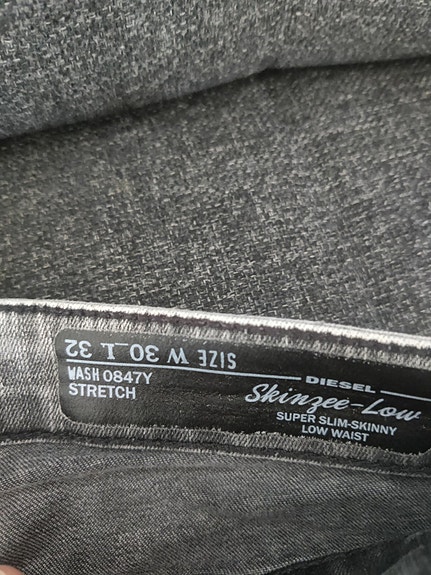 SIZE W 30 L 32
WASH 0847Y
STRETCH
DIESEL
Skinzee-Low
SUPER SLIM-SKINNY
LOW WAIST